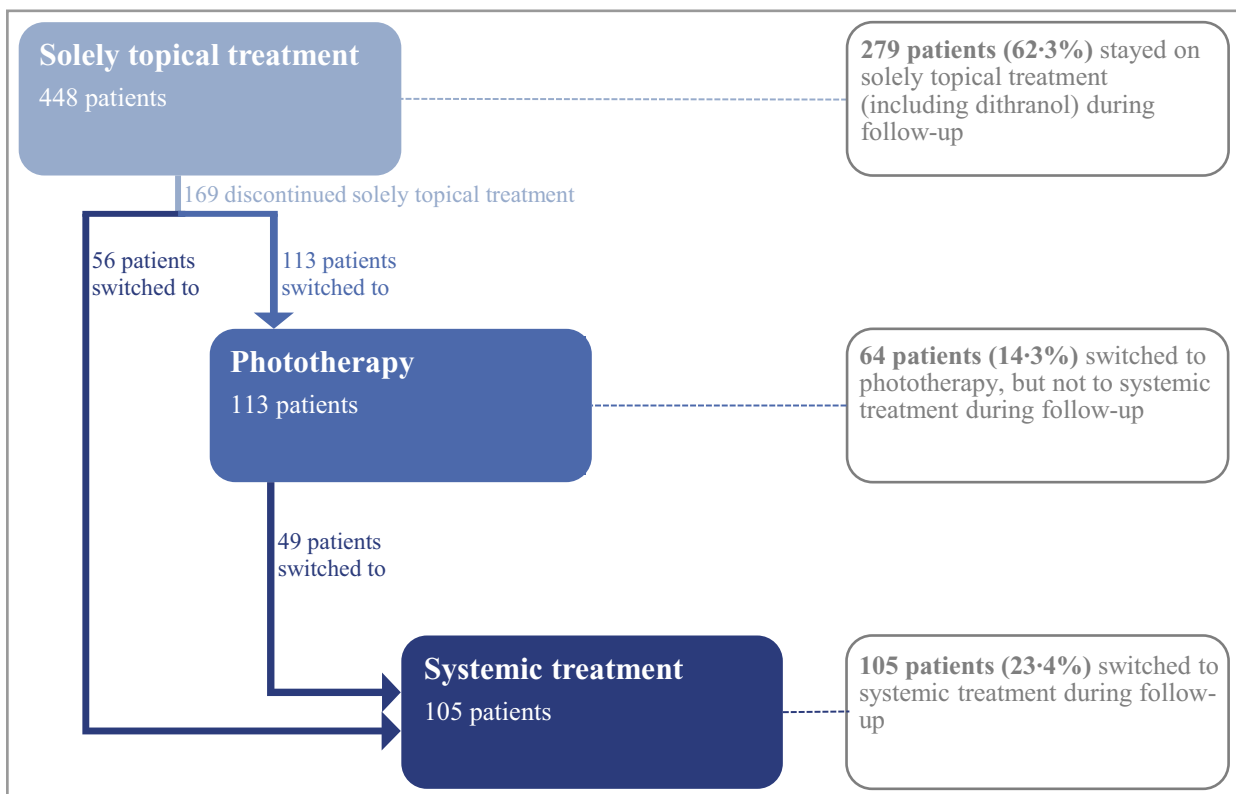 Solely topical treatment
448 patients
279 patients (62·3%) stayed on
solely topical treatment
(including dithranol) during
follow-up
169 discontinued solely topical treatment
56 patients
switched to
113 patients
switched to
Phototherapy
113 patients
64 patients (14·3%) switched to
phototherapy, but not to systemic
treatment during follow-up
49 patients
switched to
Systemic treatment
105 patients
105 patients (23·4%) switched to
systemic treatment during follow-
up